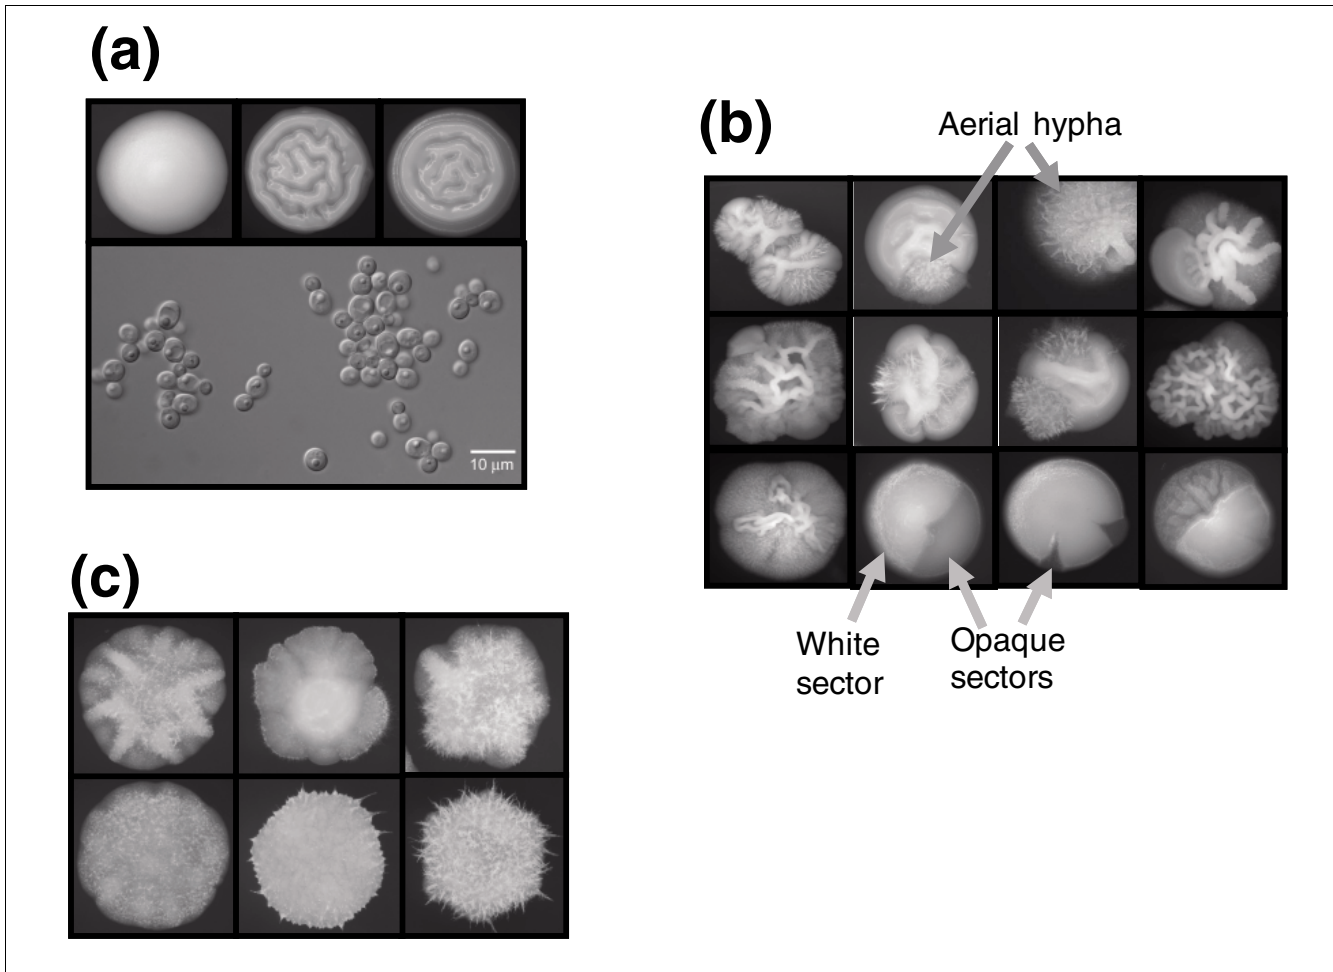 (a)
10 µm
(b)
Aerial hypha
White
sector
Opaque
sectors
(c)